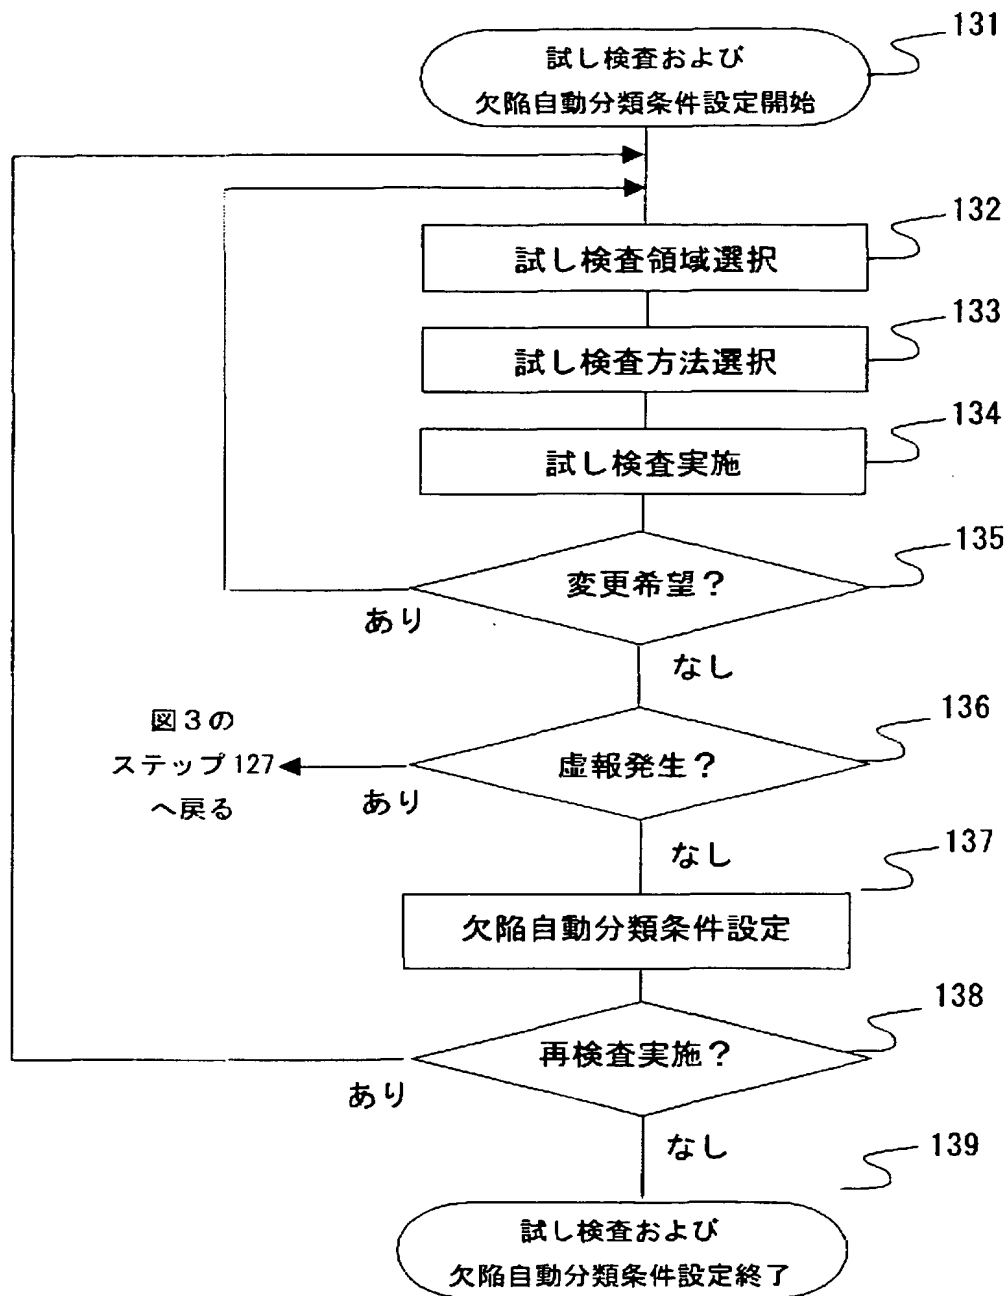 131
試し検査および
欠陥自動分類条件設定開始
132
試し検査領域選択
133
試し検査方法選択
134
試し検査実施
135
変更希望？
あり
なし
136
図３の
ステップ127
へ戻る
虚報発生？
あり
なし
137
欠陥自動分類条件設定
138
再検査実施？
あり
なし
139
試し検査および
欠陥自動分類条件設定終了